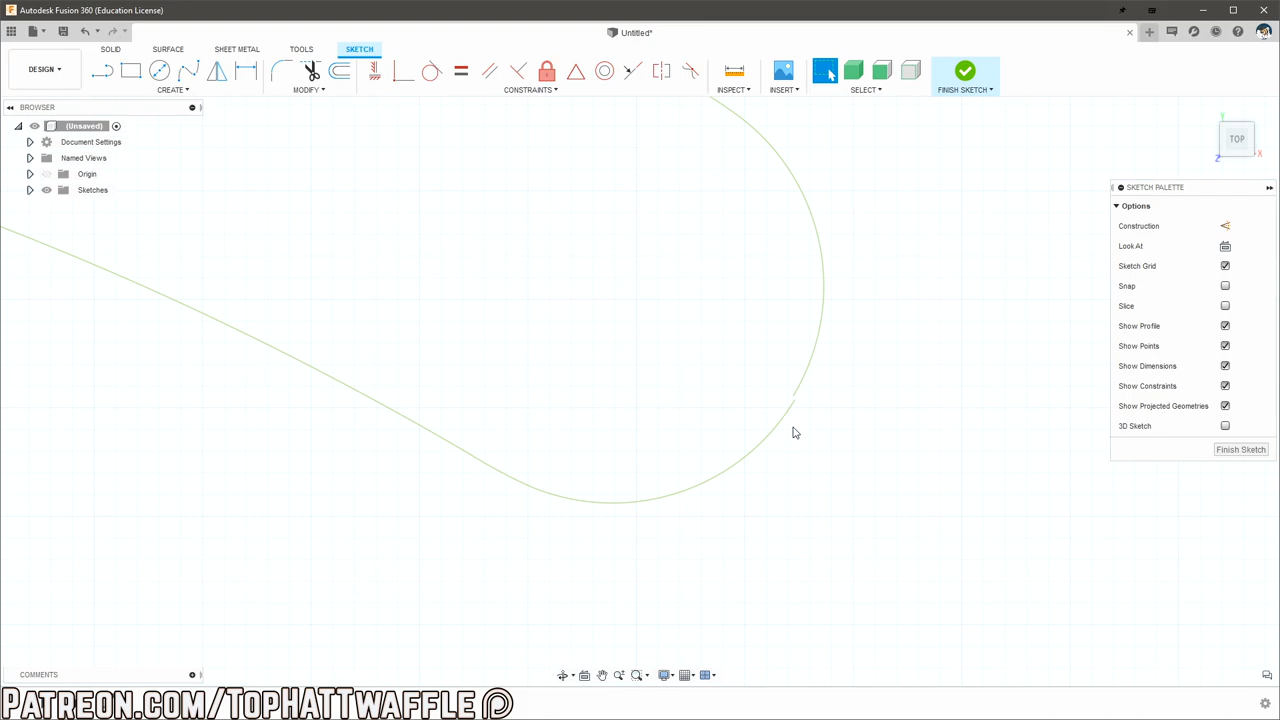 Autodesk Fusion 360 (Education License)
Untitled*
SOLID SURFACE SHEET METAL TOOLS SKETCH
DESIGN
CREATE MODIFY CONSTRAINTS INSPECT INSERT SELECT FINISH SKETCH
BROWSER
(Unsaved)
Document Settings
Named Views
Origin
Sketches
Y
TOP
X
Z
SKETCH PALETTE
Options
Construction
Look At
Sketch Grid
Snap
Slice
Show Profile
Show Points
Show Dimensions
Show Constraints
Show Projected Geometries
3D Sketch
Finish Sketch
COMMENTS
Patreon.com/TopHATTwaffle